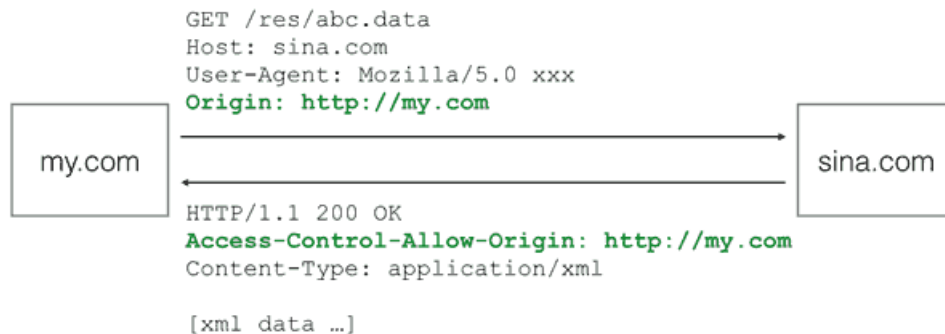 GET /res/abc.data
Host: sina.com
User-Agent: Mozilla/5.0 xxx
Origin: http://my.com
my.com
sina.com
HTTP/1.1 200 OK
Access-Control-Allow-Origin: http://my.com
Content-Type: application/xml
[xml data …]